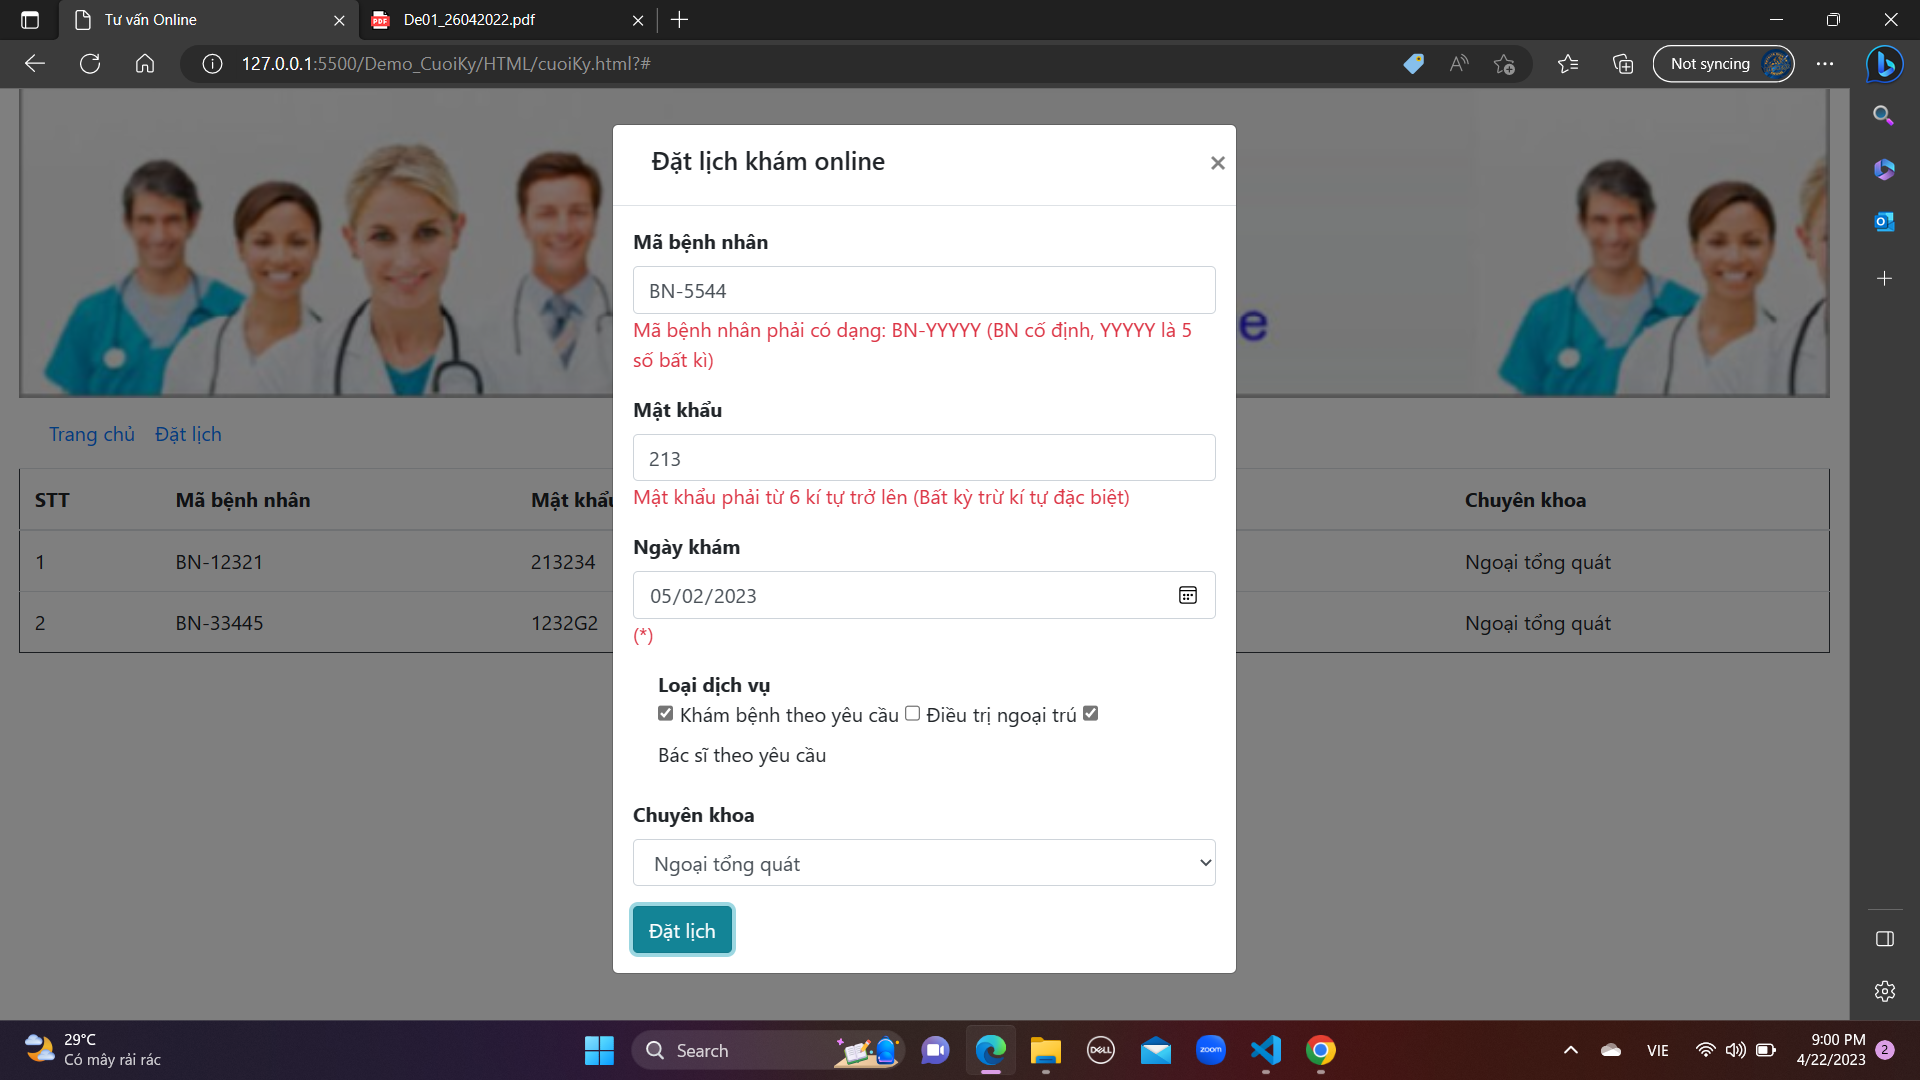 Tư vấn Online
De01_26042022.pdf
127.0.0.1:5500/Demo_CuoiKy/HTML/cuoiKy.html?#
Not syncing
Đặt lịch khám online
×
Mã bệnh nhân
BN-5544
Mã bệnh nhân phải có dạng: BN-YYYYY (BN cố định, YYYYY là 5
số bất kì)
e
Mật khẩu
213
Mật khẩu phải từ 6 kí tự trở lên (Bất kỳ trừ kí tự đặc biệt)
Ngày khám
05/02/2023
(*)
Loại dịch vụ
Khám bệnh theo yêu cầu Điều trị ngoại trú
Bác sĩ theo yêu cầu
Chuyên khoa
Ngoại tổng quát
Đặt lịch
Trang chủ Đặt lịch
STT Mã bệnh nhân Mật khẩu Chuyên khoa
1 BN-12321 213234 Ngoại tổng quát
2 BN-33445 1232G2 Ngoại tổng quát
29°C
Có mây rải rác
Search
DELL
zoom
VIE
9:00 PM
4/22/2023
2